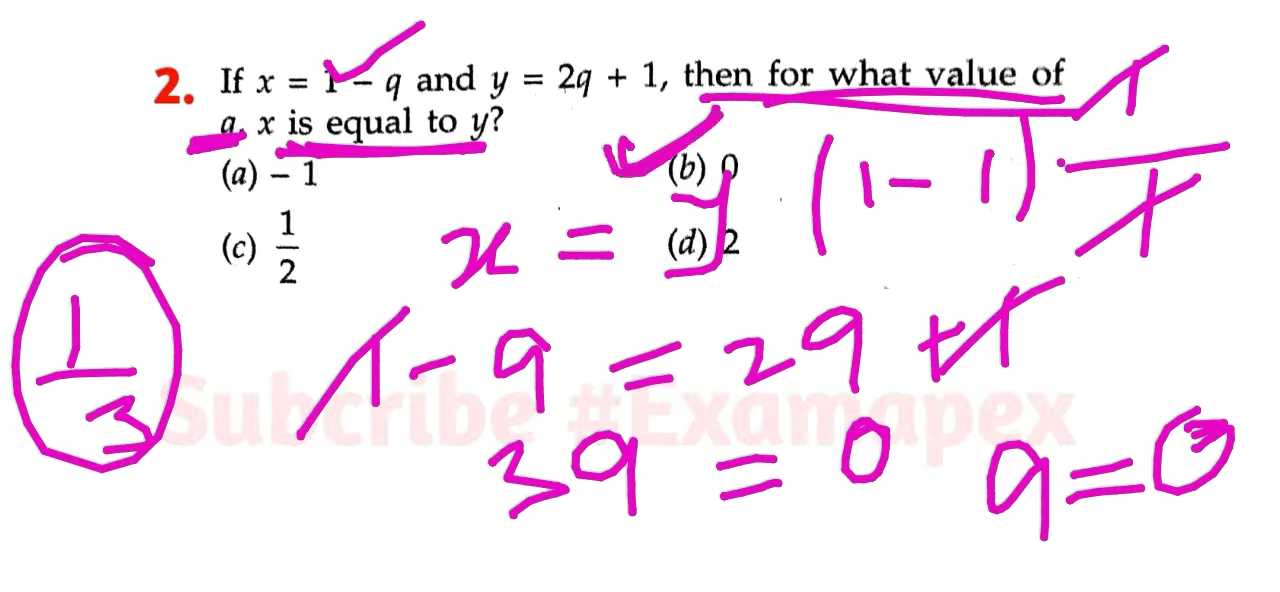 2. If x = 1 - q and y = 2q + 1, then for what value of
q, x is equal to y?
(a) – 1
(b) 0
(c) 1/2
(d) 2
(1 - 1)
x = y
1 - q = 2q + 1
1/3
3q = 0
q = 0
Subcribe #Examapex